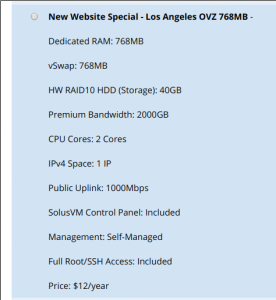 New Website Special - Los Angeles OVZ 768MB -
Dedicated RAM: 768MB
vSwap: 768MB
HW RAID10 HDD (Storage): 40GB
Premium Bandwidth: 2000GB
CPU Cores: 2 Cores
IPv4 Space: 1 IP
Public Uplink: 1000Mbps
SolusVM Control Panel: Included
Management: Self-Managed
Full Root/SSH Access: Included
Price: $12/year